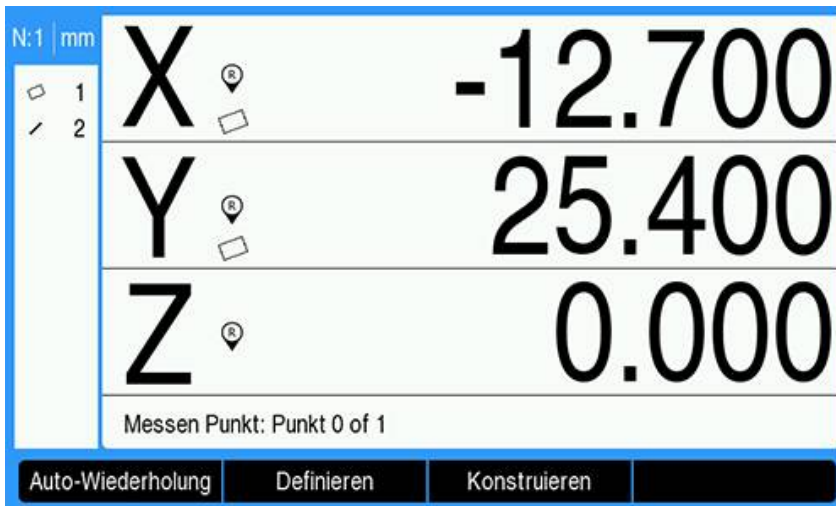 N:1 mm
1
2
X R -12.700
Y R 25.400
Z R 0.000
Messen Punkt: Punkt 0 of 1
Auto-Wiederholung Definieren Konstruieren